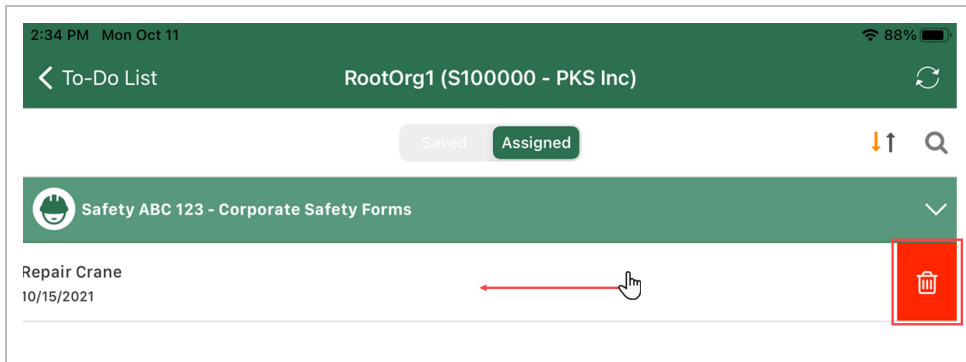 2:34 PM Mon Oct 11 88%
To-Do List RootOrg1 (S100000 - PKS Inc)
Saved Assigned
Safety ABC 123 - Corporate Safety Forms
Repair Crane
10/15/2021